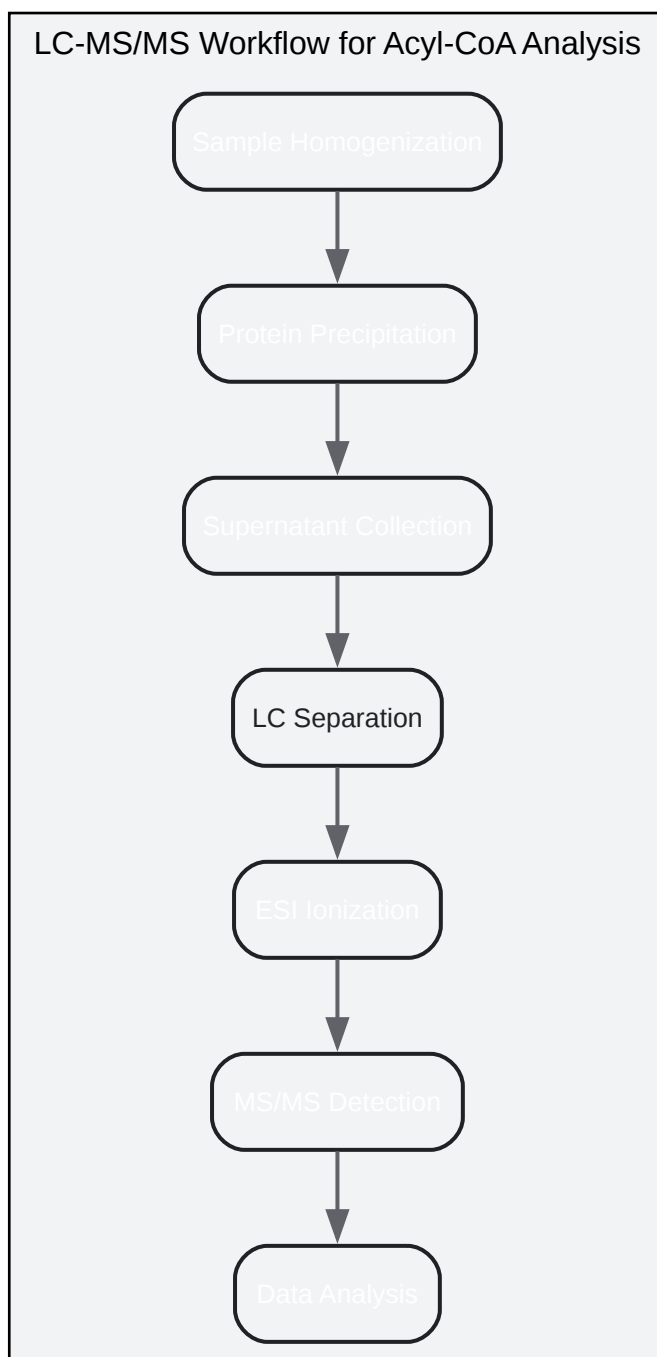 LC-MS/MS Workflow for Acyl-CoA Analysis
Sample Homogenization
Protein Precipitation
Supernatant Collection
LC Separation
ESI Ionization
MS/MS Detection
Data Analysis